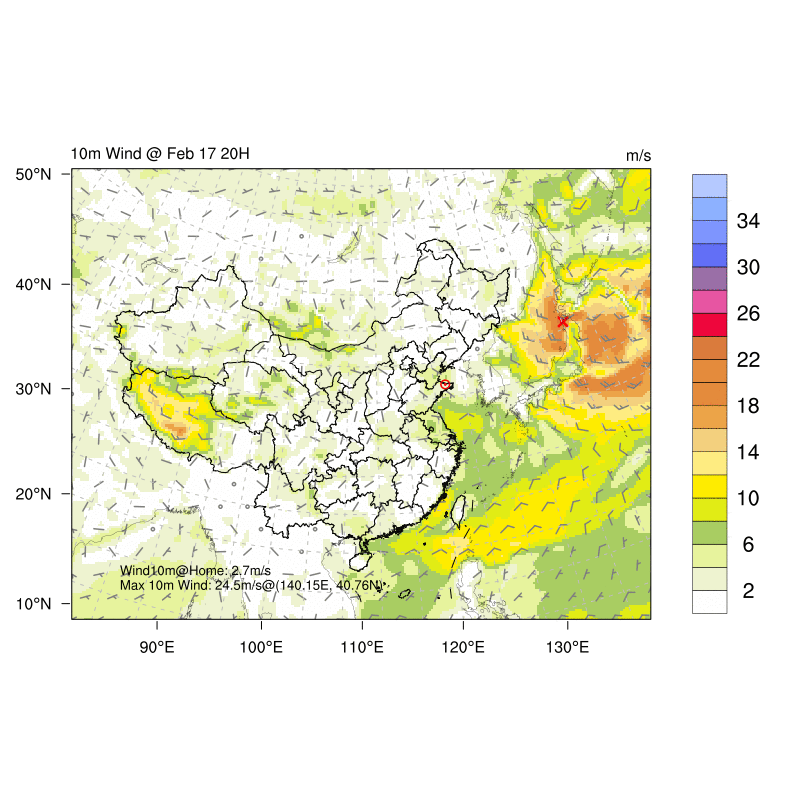 10m Wind @ Feb 17 20H
m/s
50°N
40°N
30°N
20°N
10°N
34
30
26
22
18
14
10
6
2
Wind10m@Home: 2.7m/s
Max 10m Wind: 24.5m/s@(140.15E, 40.76N)
90°E
100°E
110°E
120°E
130°E